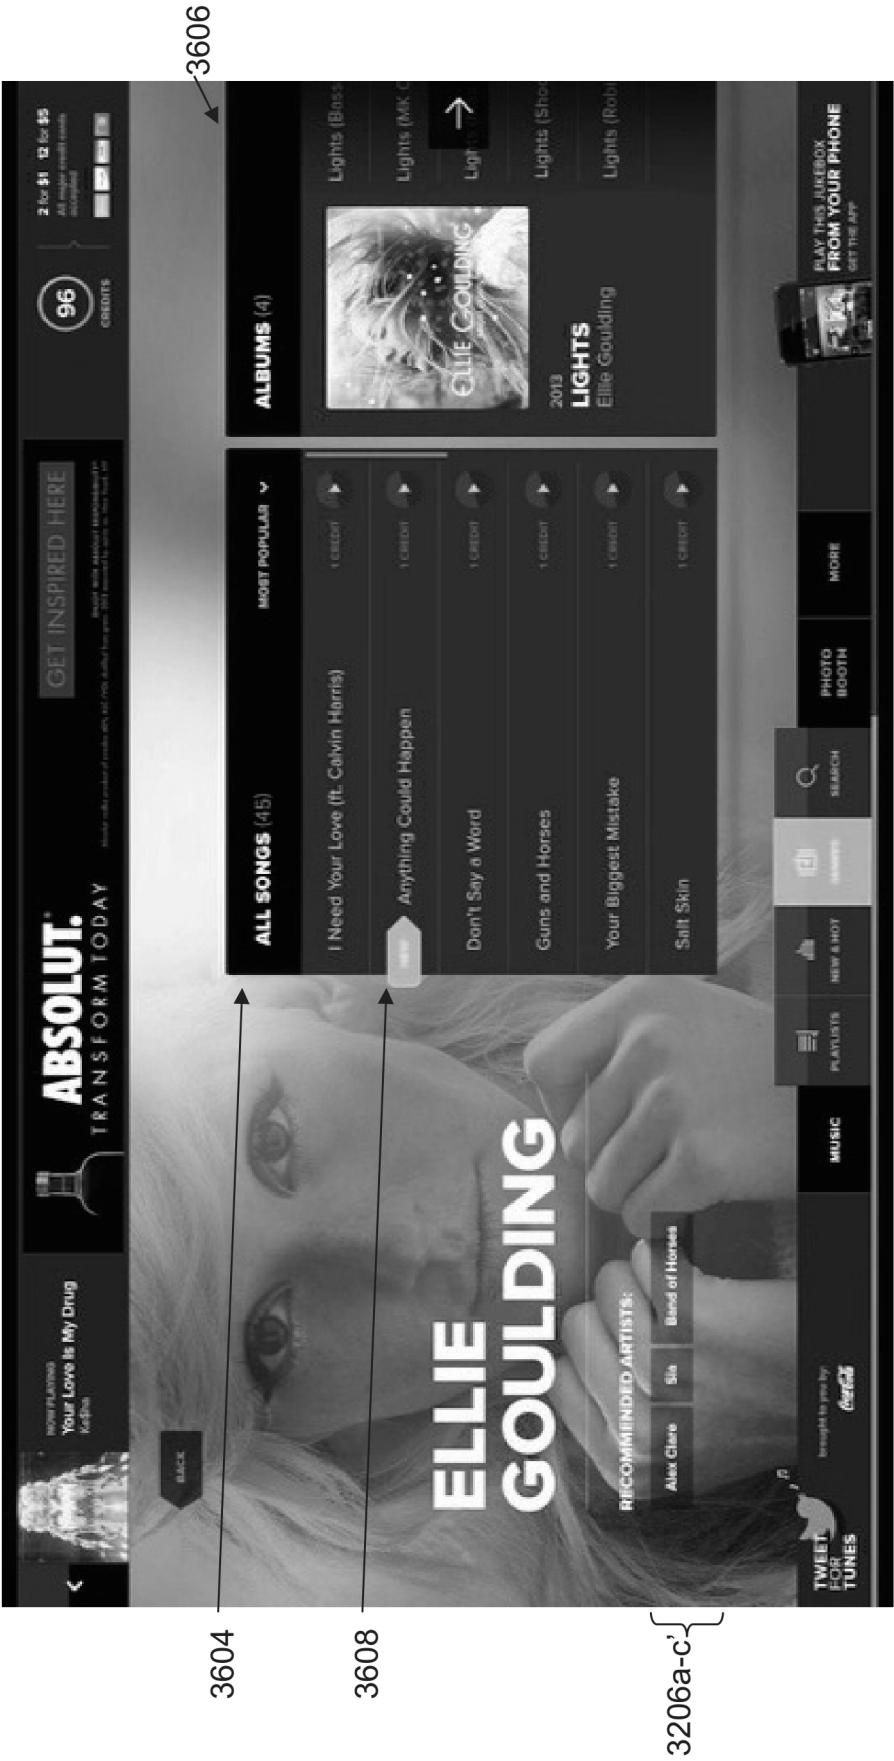 NOW PLAYING
Your Love Is My Drug
Ke$ha
ABSOLUT.
TRANSFORM TODAY
GET INSPIRED HERE
96
CREDITS
2 for $1 12 for $5
All major credit cards
accepted
BACK
ELLIE
GOULDING
RECOMMENDED ARTISTS:
Alex Clare
Sia
Band of Horses
ALL SONGS (45)
MOST POPULAR
I Need Your Love (ft. Calvin Harris)
1 CREDIT
NEW
Anything Could Happen
1 CREDIT
Don't Say a Word
1 CREDIT
Guns and Horses
1 CREDIT
Your Biggest Mistake
1 CREDIT
Salt Skin
1 CREDIT
ALBUMS (4)
ELLIE GOULDING
2013
LIGHTS
Ellie Goulding
Lights (Bass
Lights (MK
Lights
Lights (Sho
Lights (Rob
TWEET
FOR
TUNES
brought to you by:
Coca-Cola
MUSIC
PLAYLISTS
NEW & HOT
SEARCH
PHOTO
BOOTH
MORE
PLAY THIS JUKEBOX
FROM YOUR PHONE
GET THE APP
3604
3608
3206a-c'
3606